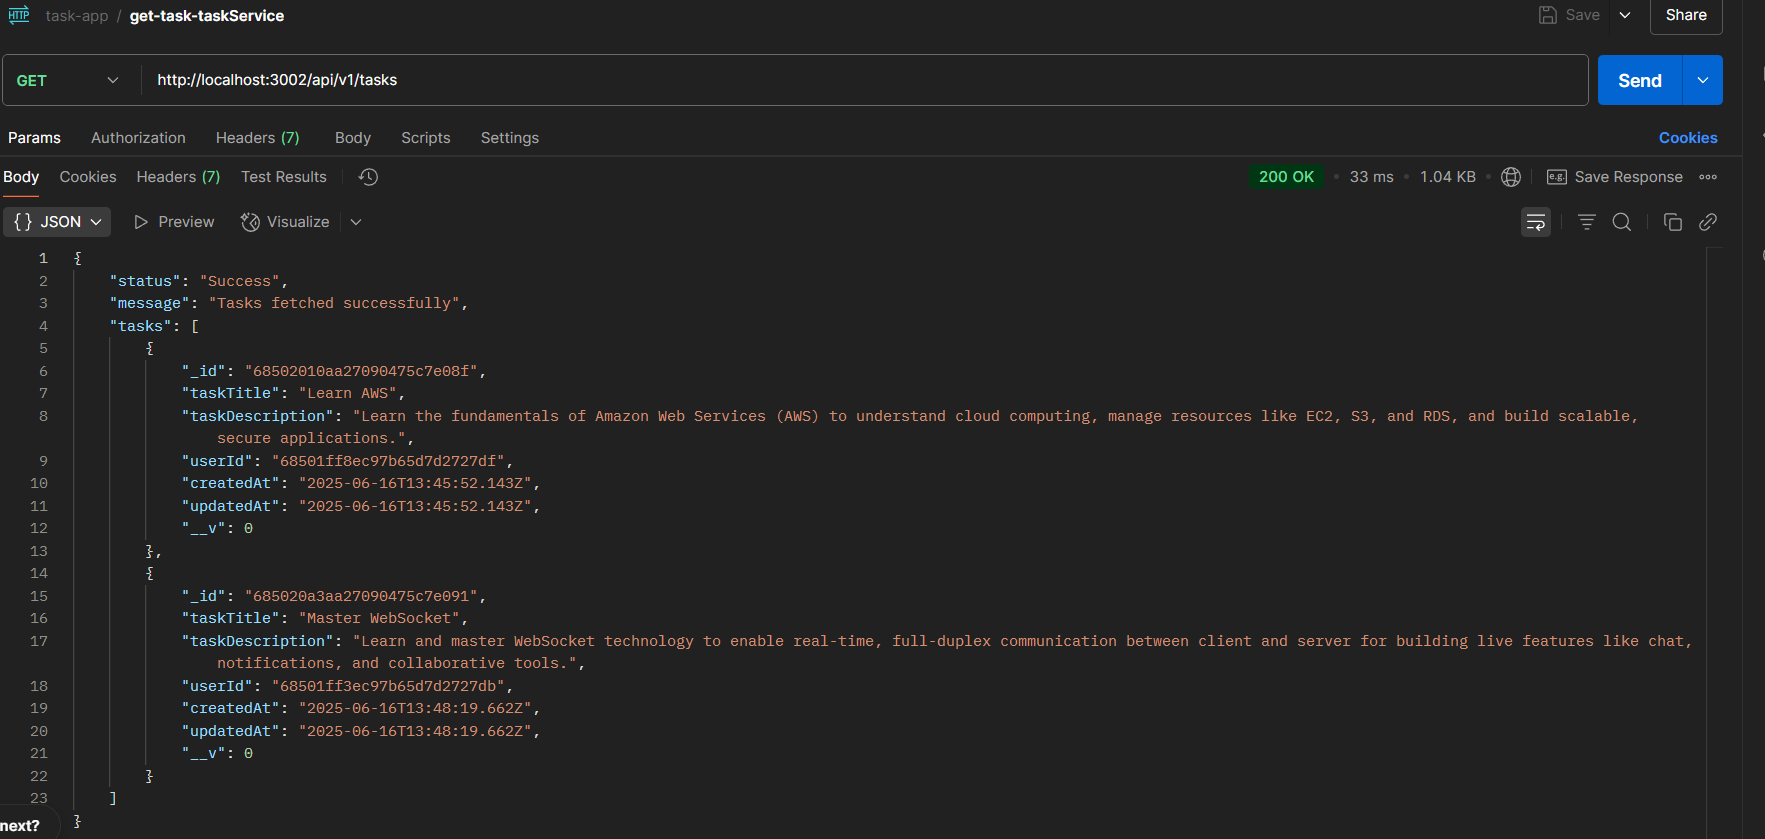 HTTP task-app / get-task-taskService Save Share
GET http://localhost:3002/api/v1/tasks Send
Params Authorization Headers (7) Body Scripts Settings Cookies
Body Cookies Headers (7) Test Results 200 OK • 33 ms • 1.04 KB • e.g. Save Response
{} JSON Preview Visualize
1 {
2 "status": "Success",
3 "message": "Tasks fetched successfully",
4 "tasks": [
5 {
6 "_id": "68502010aa27090475c7e08f",
7 "taskTitle": "Learn AWS",
8 "taskDescription": "Learn the fundamentals of Amazon Web Services (AWS) to understand cloud computing, manage resources like EC2, S3, and RDS, and build scalable,
secure applications.",
9 "userId": "68501ff8ec97b65d7d2727df",
10 "createdAt": "2025-06-16T13:45:52.143Z",
11 "updatedAt": "2025-06-16T13:45:52.143Z",
12 "__v": 0
13 },
14 {
15 "_id": "685020a3aa27090475c7e091",
16 "taskTitle": "Master WebSocket",
17 "taskDescription": "Learn and master WebSocket technology to enable real-time, full-duplex communication between client and server for building live features like chat,
notifications, and collaborative tools.",
18 "userId": "68501ff3ec97b65d7d2727db",
19 "createdAt": "2025-06-16T13:48:19.662Z",
20 "updatedAt": "2025-06-16T13:48:19.662Z",
21 "__v": 0
22 }
23 ]
}
next?